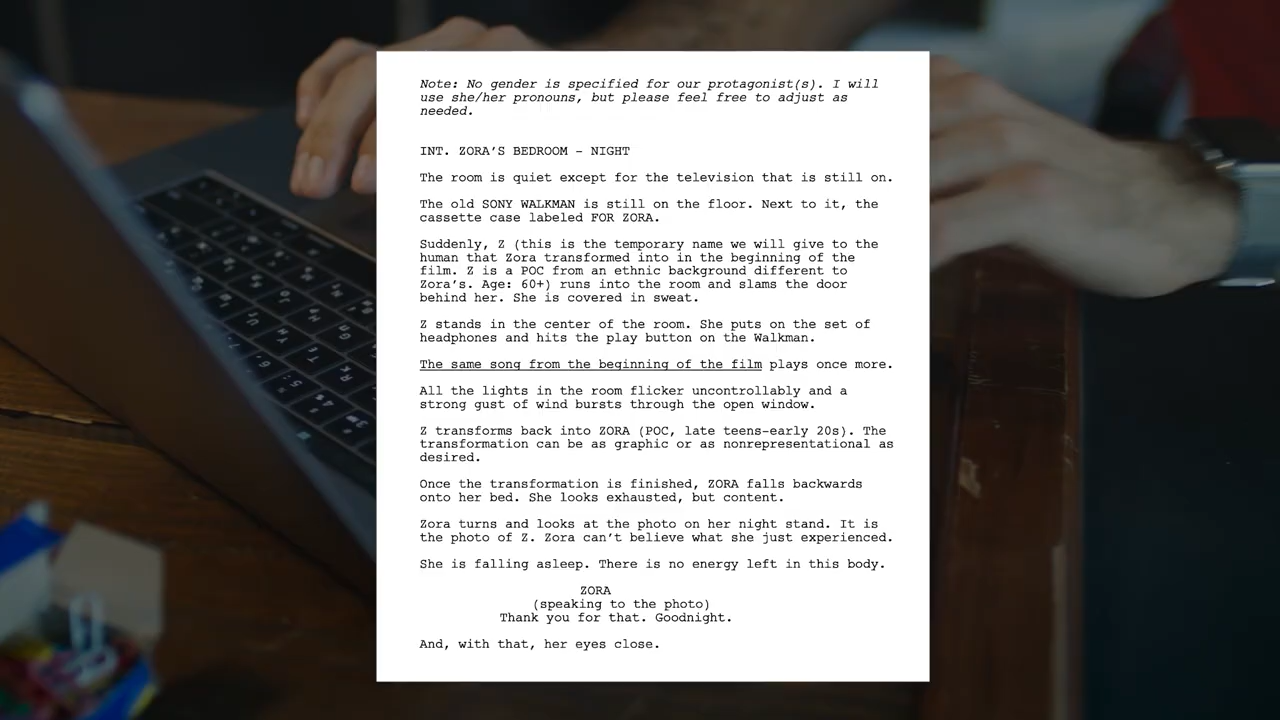 Note: No gender is specified for our protagonist(s). I will
use she/her pronouns, but please feel free to adjust as
needed.
INT. ZORA’S BEDROOM – NIGHT
The room is quiet except for the television that is still on.
The old SONY WALKMAN is still on the floor. Next to it, the
cassette case labeled FOR ZORA.
Suddenly, Z (this is the temporary name we will give to the
human that Zora transformed into in the beginning of the
film. Z is a POC from an ethnic background different to
Zora’s. Age: 60+) runs into the room and slams the door
behind her. She is covered in sweat.
Z stands in the center of the room. She puts on the set of
headphones and hits the play button on the Walkman.
The same song from the beginning of the film plays once more.
All the lights in the room flicker uncontrollably and a
strong gust of wind bursts through the open window.
Z transforms back into ZORA (POC, late teens-early 20s). The
transformation can be as graphic or as nonrepresentational as
desired.
Once the transformation is finished, ZORA falls backwards
onto her bed. She looks exhausted, but content.
Zora turns and looks at the photo on her night stand. It is
the photo of Z. Zora can’t believe what she just experienced.
She is falling asleep. There is no energy left in this body.
ZORA
(speaking to the photo)
Thank you for that. Goodnight.
And, with that, her eyes close.